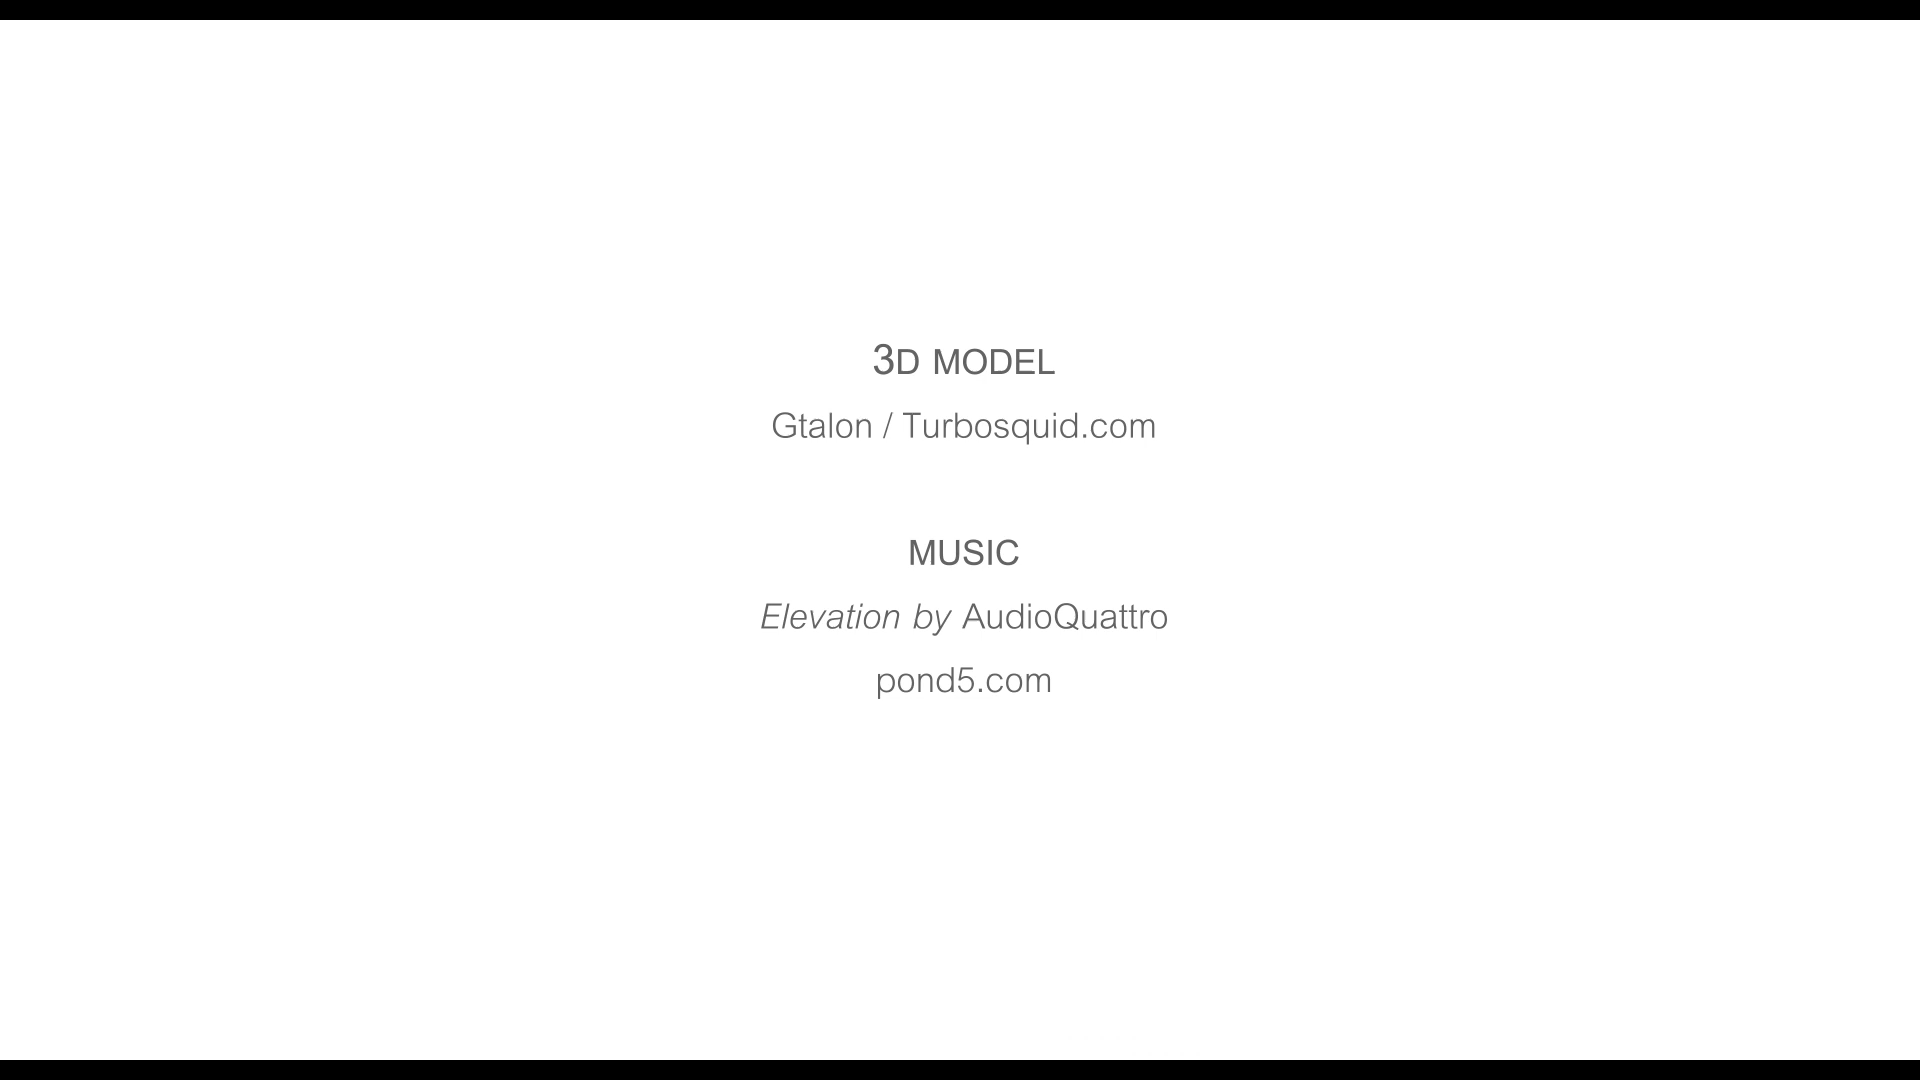 3D MODEL
Gtalon / Turbosquid.com
MUSIC
Elevation by AudioQuattro
pond5.com